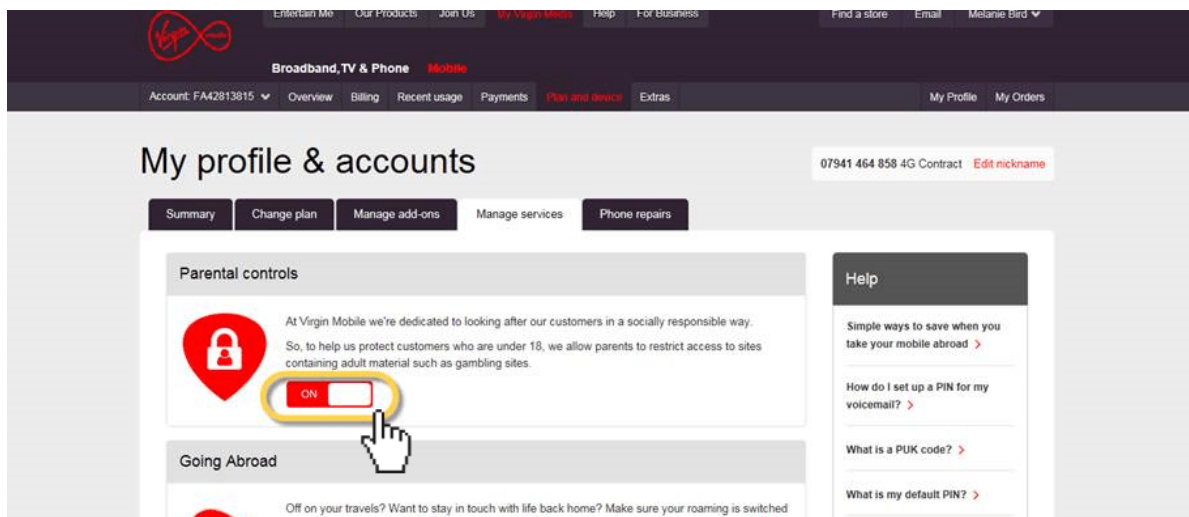 Entertain Me Our Products Join Us My Virgin Media Help For Business Find a store Email Melanie Bird
Virgin media
Broadband, TV & Phone Mobile
Account: FA42813815 Overview Billing Recent usage Payments Plan and device Extras My Profile My Orders
My profile & accounts
07941 464 858 4G Contract Edit nickname
Summary Change plan Manage add-ons Manage services Phone repairs
Parental controls
At Virgin Mobile we're dedicated to looking after our customers in a socially responsible way.
So, to help us protect customers who are under 18, we allow parents to restrict access to sites
containing adult material such as gambling sites.
ON
Going Abroad
Off on your travels? Want to stay in touch with life back home? Make sure your roaming is switched
Help
Simple ways to save when you
take your mobile abroad >
How do I set up a PIN for my
voicemail? >
What is a PUK code? >
What is my default PIN? >